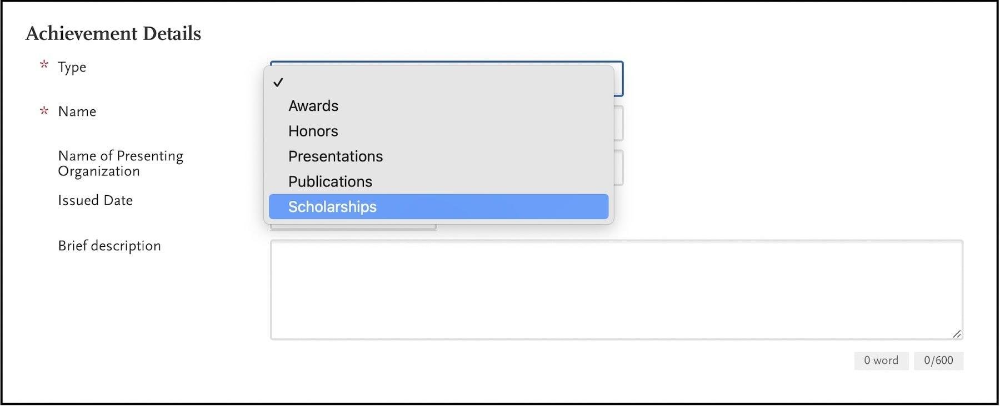 Achievement Details
* Type
✓
Awards
Honors
Presentations
Publications
Scholarships
* Name
Name of Presenting
Organization
Issued Date
Brief description
0 word
0/600